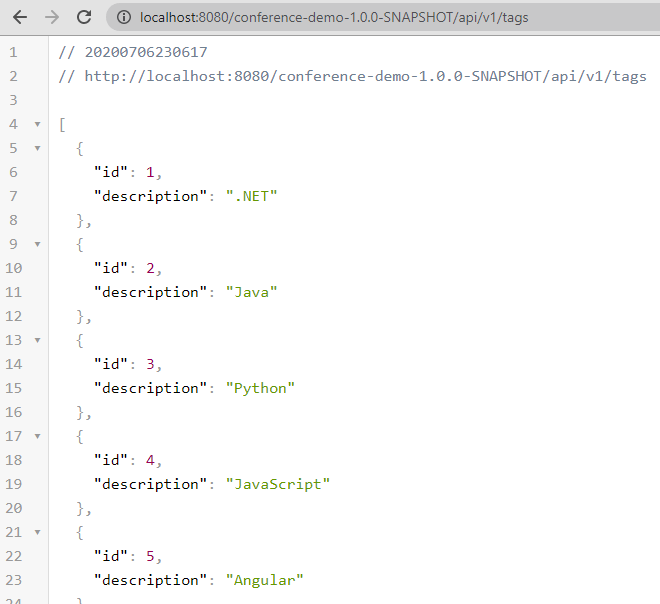 localhost:8080/conference-demo-1.0.0-SNAPSHOT/api/v1/tags
1 // 20200706230617
2 // http://localhost:8080/conference-demo-1.0.0-SNAPSHOT/api/v1/tags
3
4 [
5 {
6 "id": 1,
7 "description": ".NET"
8 },
9 {
10 "id": 2,
11 "description": "Java"
12 },
13 {
14 "id": 3,
15 "description": "Python"
16 },
17 {
18 "id": 4,
19 "description": "JavaScript"
20 },
21 {
22 "id": 5,
23 "description": "Angular"
24 }